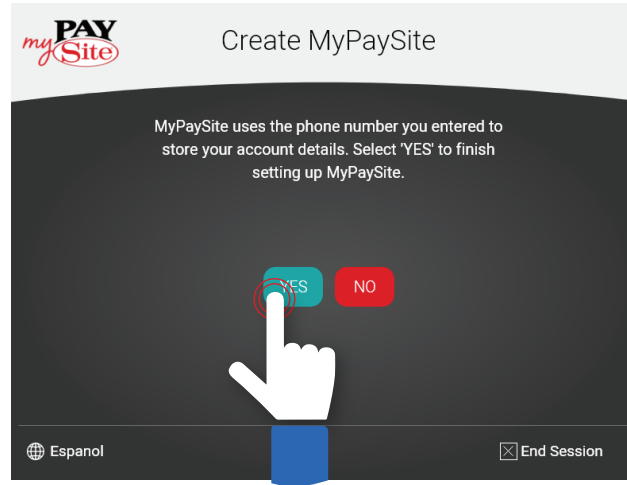 my PAY Site
Create MyPaySite
MyPaySite uses the phone number you entered to
store your account details. Select 'YES' to finish
setting up MyPaySite.
YES NO
Espanol End Session